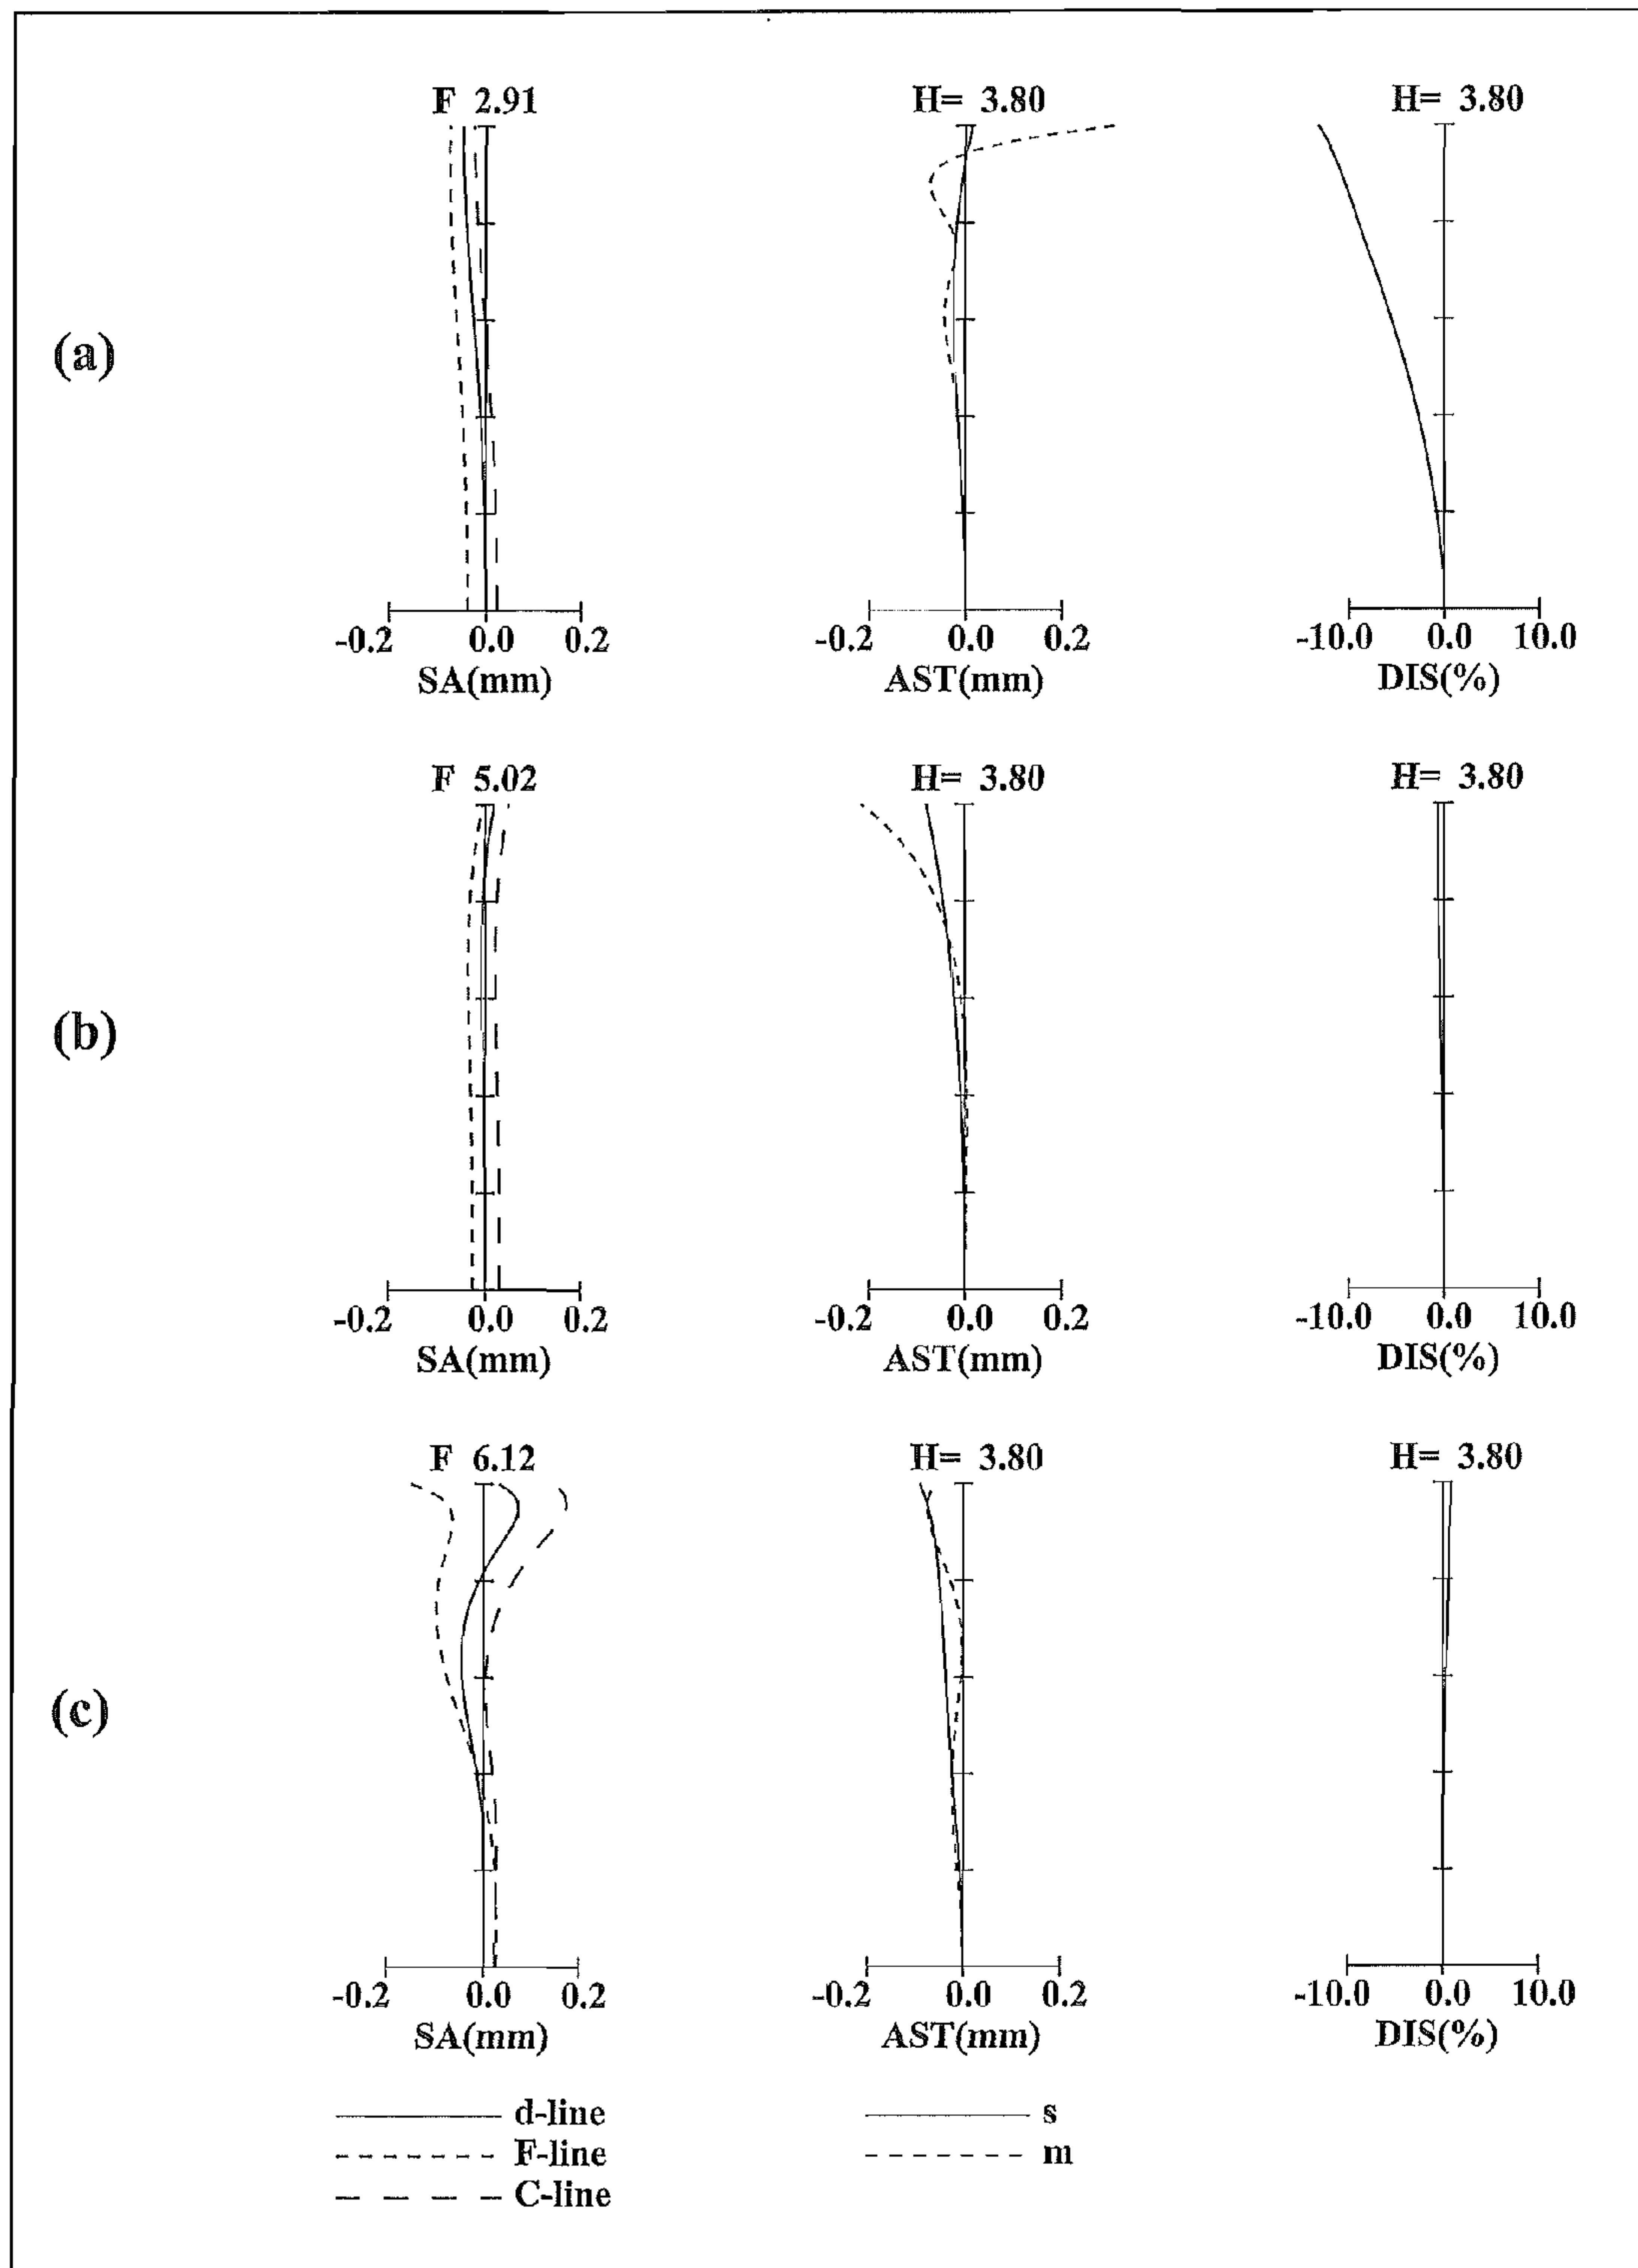 F 2.91
H= 3.80
H= 3.80
(a)
-0.2 0.0 0.2
-0.2 0.0 0.2
-10.0 0.0 10.0
SA(mm)
AST(mm)
DIS(%)
F 5.02
H= 3.80
H= 3.80
(b)
-0.2 0.0 0.2
-0.2 0.0 0.2
-10.0 0.0 10.0
SA(mm)
AST(mm)
DIS(%)
F 6.12
H= 3.80
H= 3.80
(c)
-0.2 0.0 0.2
-0.2 0.0 0.2
-10.0 0.0 10.0
SA(mm)
AST(mm)
DIS(%)
d-line
F-line
C-line
s
m